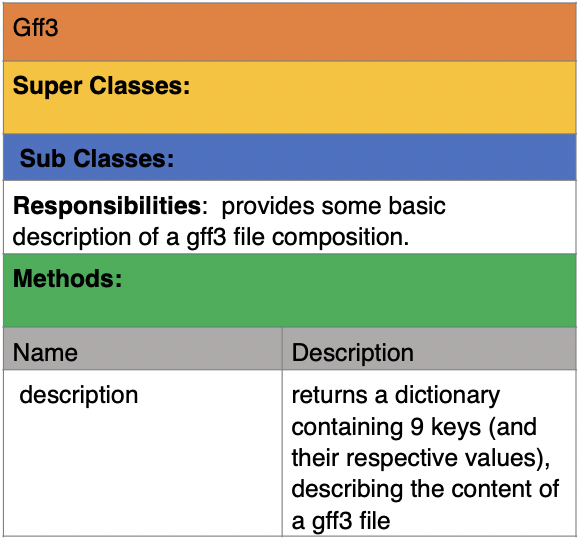 Gff3
Super Classes:
Sub Classes:
Responsibilities:  provides some basic
description of a gff3 file composition.
Methods:
Name
Description
description
returns a dictionary
containing 9 keys (and
their respective values),
describing the content of
a gff3 file